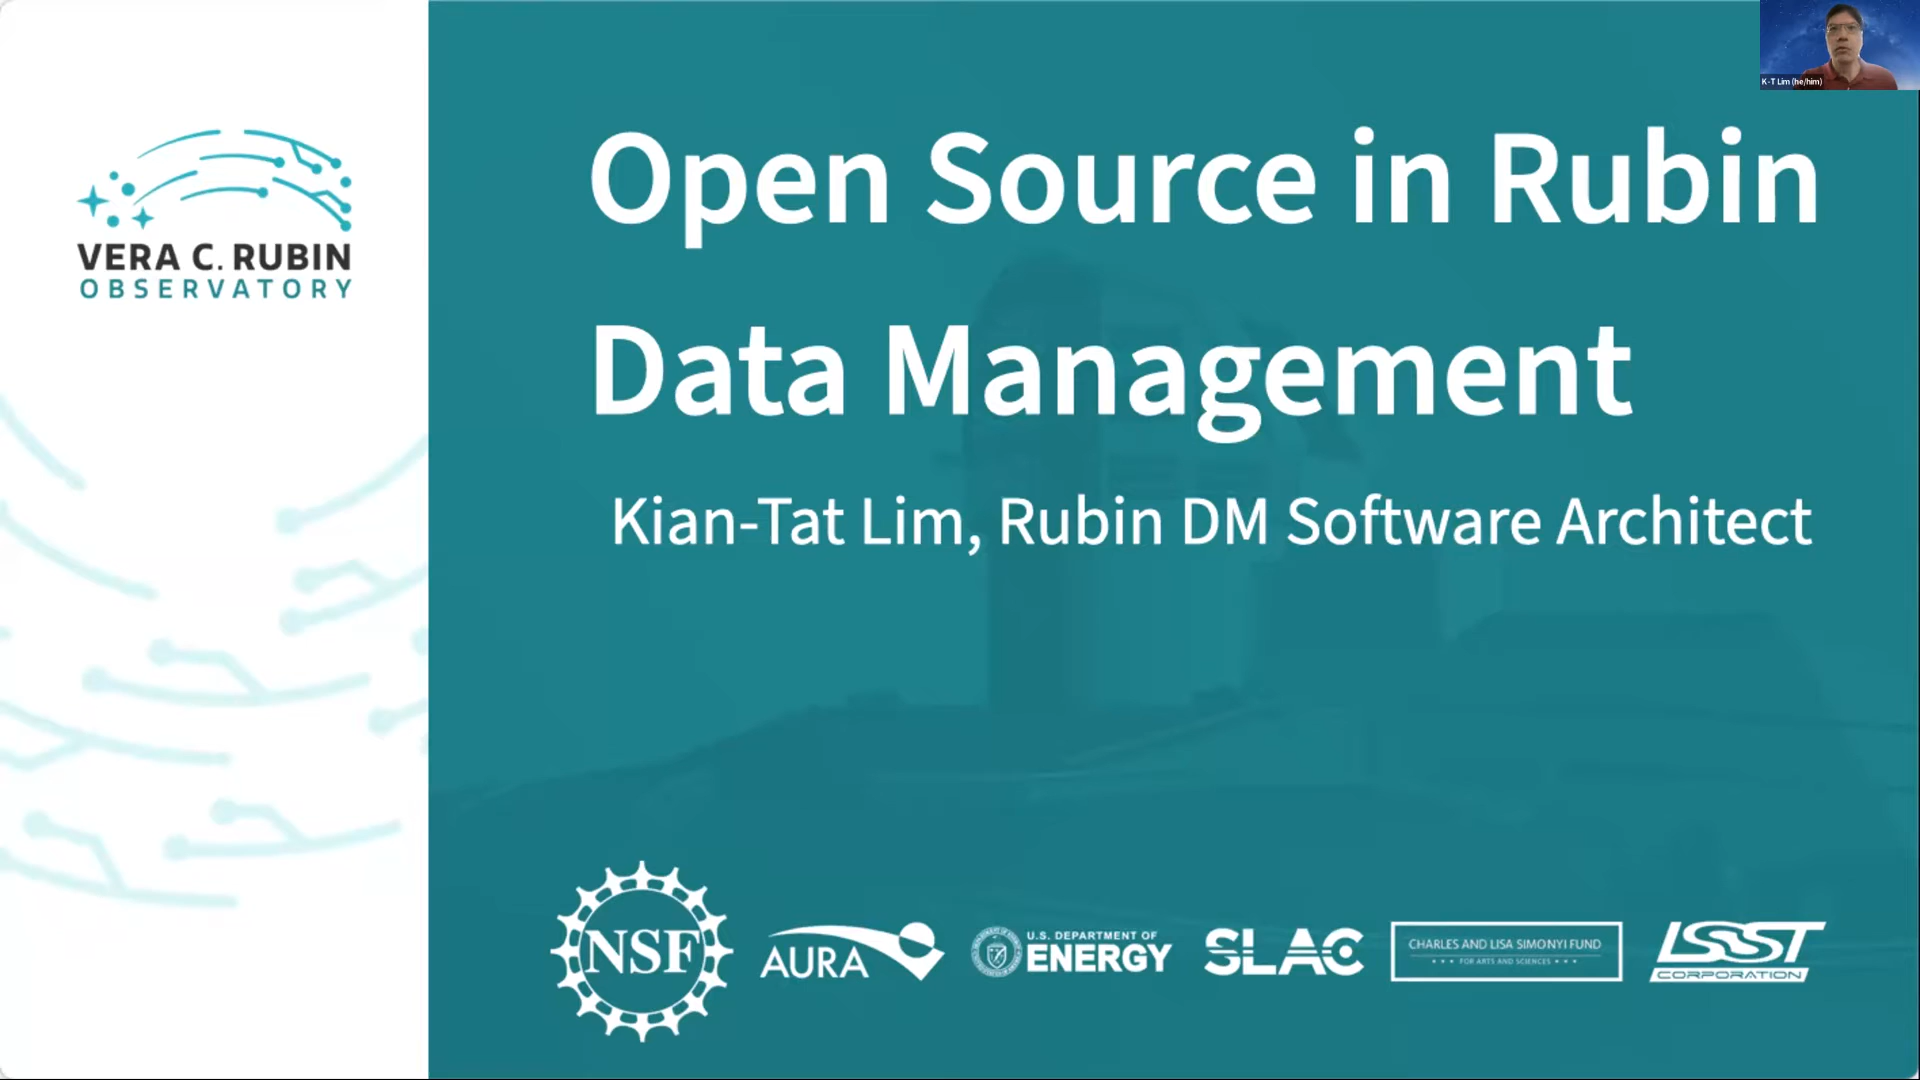 K-T Lim (he/him)
VERA C. RUBIN
OBSERVATORY
Open Source in Rubin
Data Management
Kian-Tat Lim, Rubin DM Software Architect
NSF
AURA
U.S. DEPARTMENT OF
ENERGY
SLAC
CHARLES AND LISA SIMONYI FUND
FOR ARTS AND SCIENCES
LSST
CORPORATION